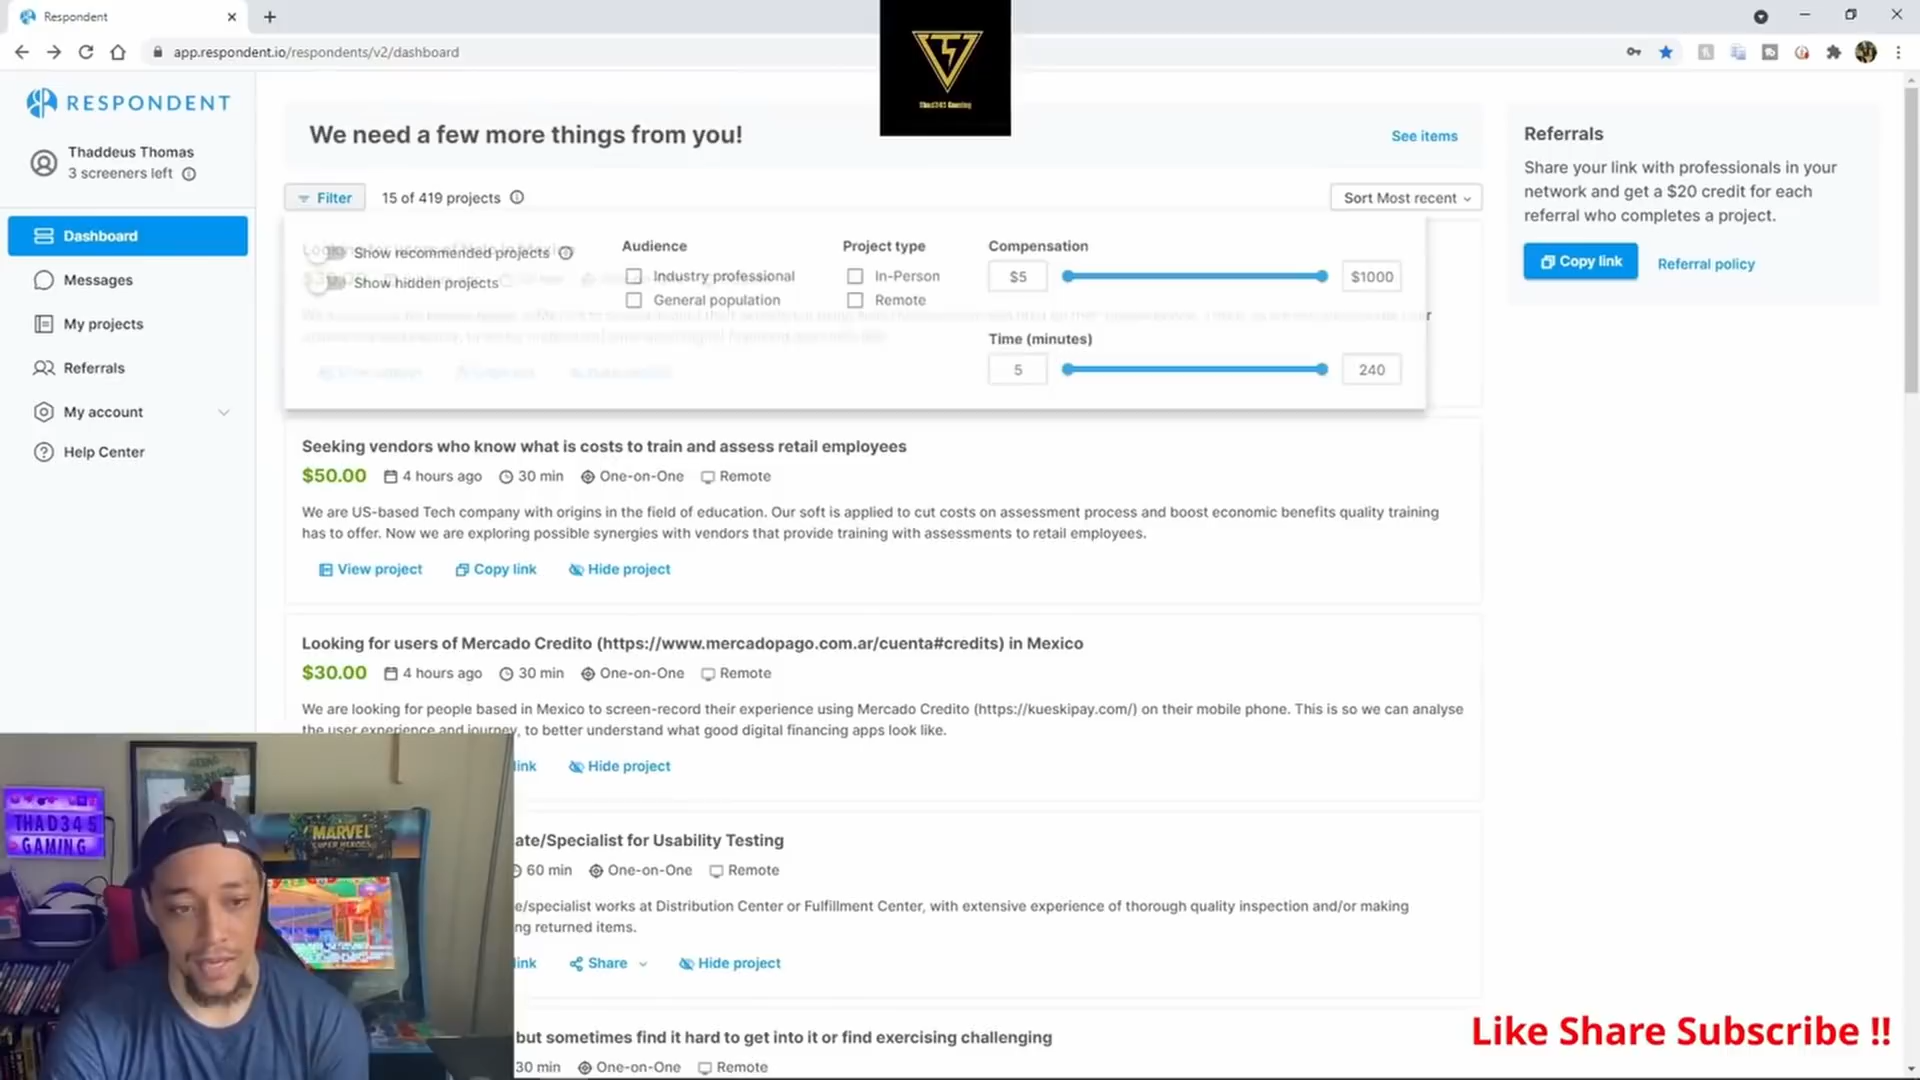 Respondent
app.respondent.io/respondents/v2/dashboard
Thad345 Gaming
RESPONDENT
Thaddeus Thomas
3 screeners left
Dashboard
Messages
My projects
Referrals
My account
Help Center
We need a few more things from you!
See items
Filter
15 of 419 projects
Sort Most recent
Show recommended projects
Show hidden projects
Audience
Industry professional
General population
Project type
In-Person
Remote
Compensation
$5
$1000
Time (minutes)
5
240
Seeking vendors who know what is costs to train and assess retail employees
$50.00 4 hours ago 30 min One-on-One Remote
We are US-based Tech company with origins in the field of education. Our soft is applied to cut costs on assessment process and boost economic benefits quality training
has to offer. Now we are exploring possible synergies with vendors that provide training with assessments to retail employees.
View project Copy link Hide project
Looking for users of Mercado Credito (https://www.mercadopago.com.ar/cuenta#credits) in Mexico
$30.00 4 hours ago 30 min One-on-One Remote
We are looking for people based in Mexico to screen-record their experience using Mercado Credito (https://kueskipay.com/) on their mobile phone. This is so we can analyse
the user experience and journey, to better understand what good digital financing apps look like.
link Hide project
ate/Specialist for Usability Testing
60 min One-on-One Remote
e/specialist works at Distribution Center or Fulfillment Center, with extensive experience of thorough quality inspection and/or making
ng returned items.
link Share Hide project
but sometimes find it hard to get into it or find exercising challenging
30 min One-on-One Remote
Referrals
Share your link with professionals in your
network and get a $20 credit for each
referral who completes a project.
Copy link
Referral policy
THAD345
GAMING
MARVEL
SUPER HEROES
Like Share Subscribe !!